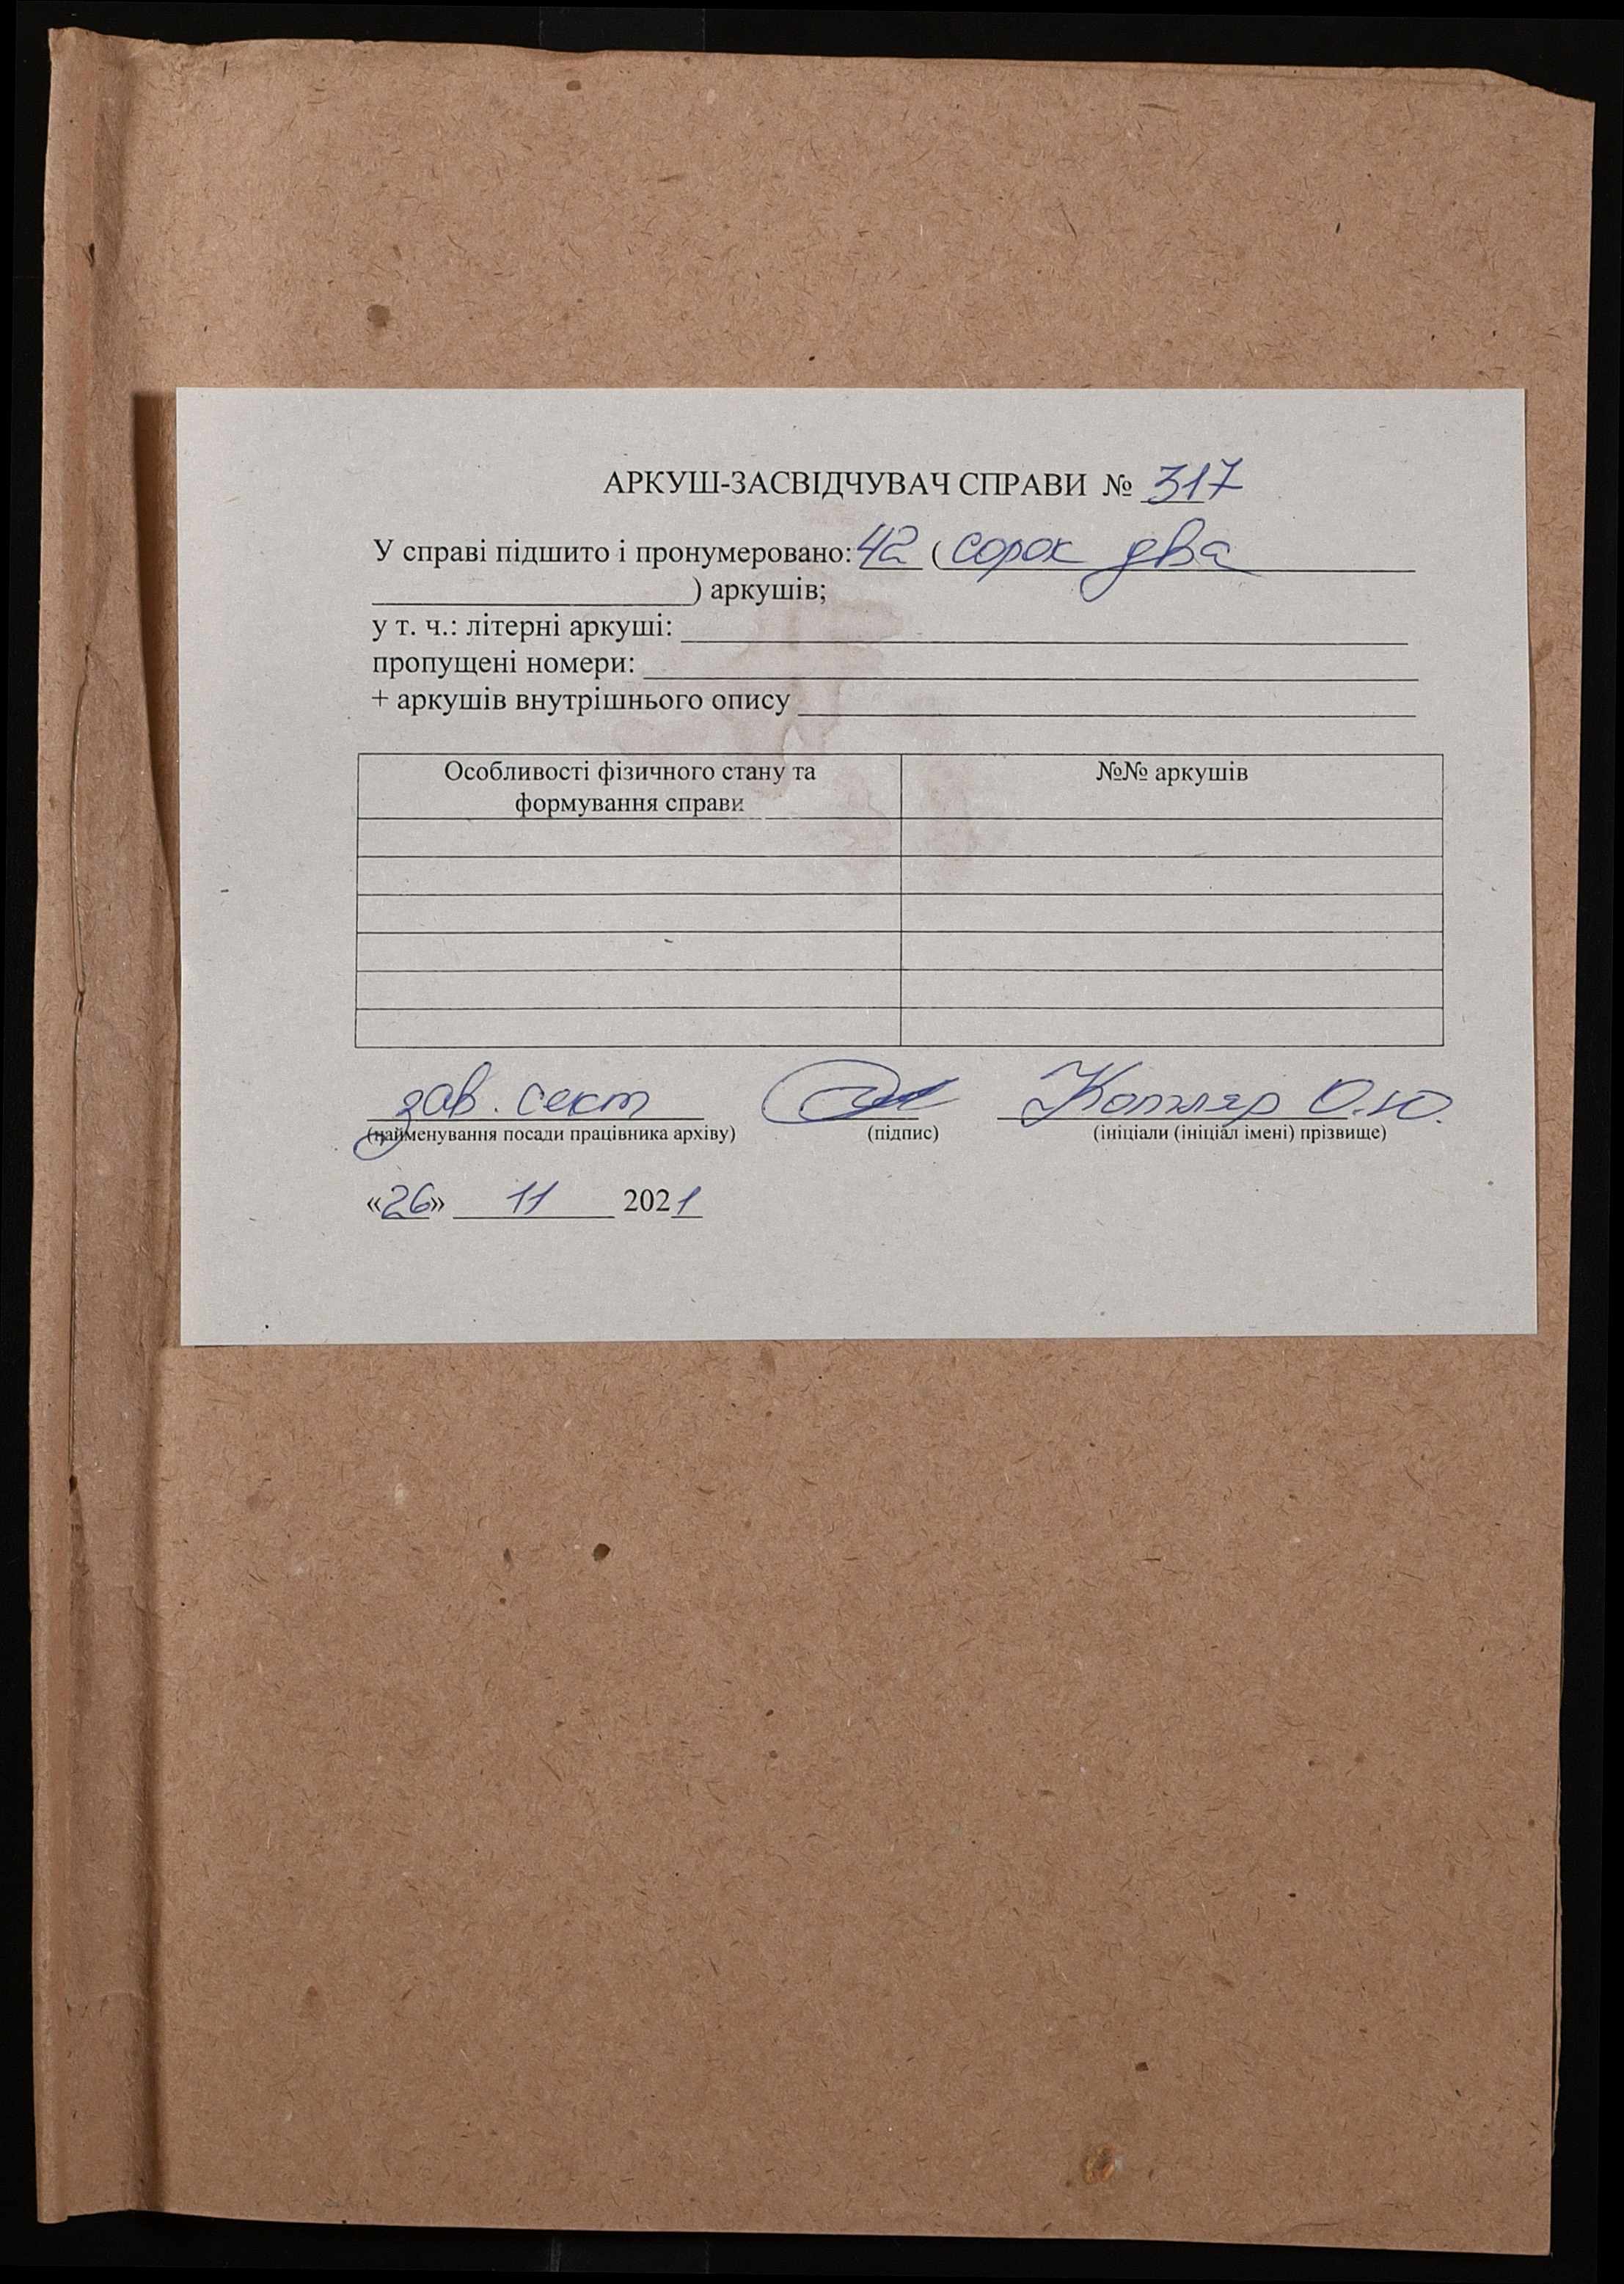 АРКУШ-ЗАСВІДЧУВАЧ СПРАВИ № 317
У справі підшито і пронумеровано: 42 (сорок два
) аркушів;
у т. ч.: літерні аркуші:
пропущені номери:
+ аркушів внутрішнього опису
Особливості фізичного стану та формування справи
№№ аркушів
зав. сект Котляр О.Ю.
(найменування посади працівника архіву) (підпис) (ініціали (ініціал імені) прізвище)
«26» 11 2021